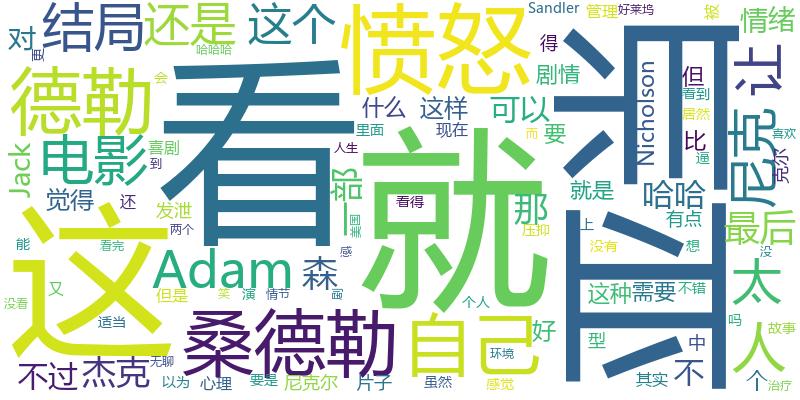 结局
还是
这个
愤怒
Sandler
管理
好莱坞
被
情绪
对
更
哈哈哈
得
剧情
Nicholson
但
让
德勒
看
亚当
什么
这样
可以
看到
居然
比
逼
尼克
喜欢
克尔
Jack
电影
喜剧
会
到
人生
里面
现在
要
觉得
还
一部
看得
就
那
就是
哈哈
有点
最后
发泄
两个
美国
压抑
上
没有
想
没
能
这
看完
Adam
森
感
这种
需要
不错
太
又
没看
但是
笑
演
情节
个人
吗
故事
适当
桑德勒
自己
好
型
中
人
不过
杰克
无聊
以为
心理
要是
尼克尔
片子
虽然
环境
感觉
其实
不
个
治疗
而